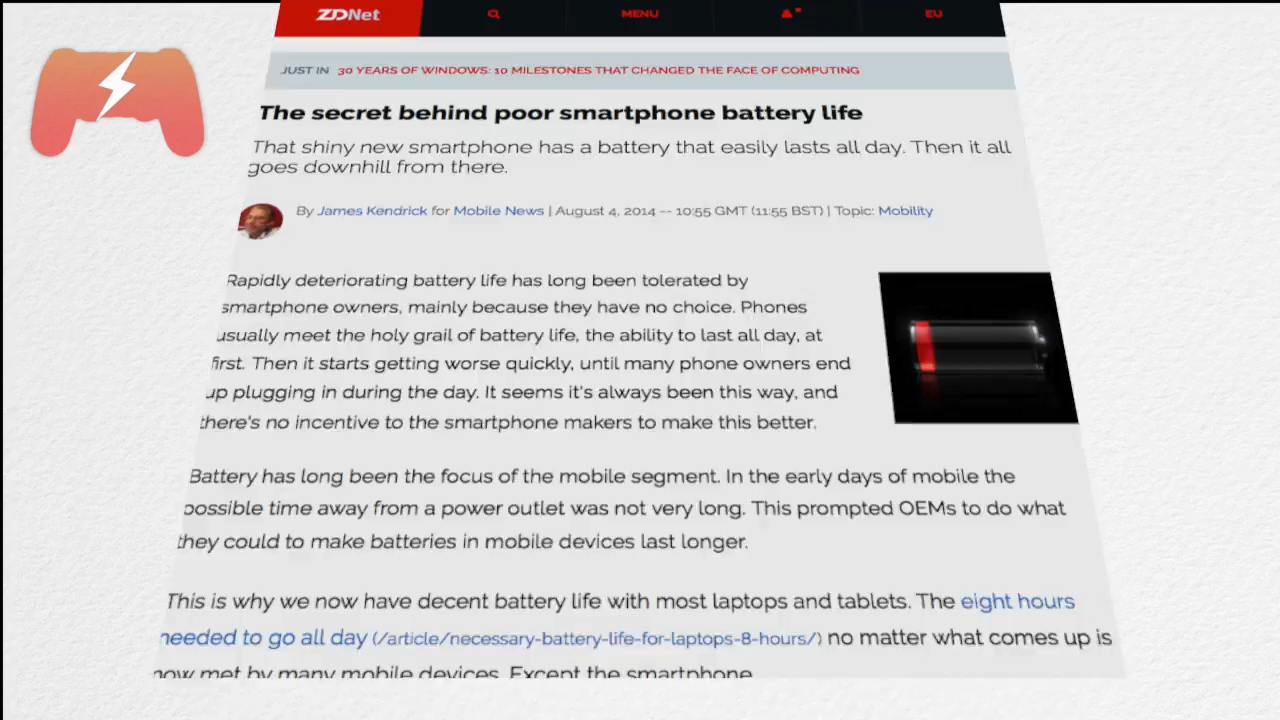 ZDNet MENU EU
JUST IN 30 YEARS OF WINDOWS: 10 MILESTONES THAT CHANGED THE FACE OF COMPUTING
The secret behind poor smartphone battery life
That shiny new smartphone has a battery that easily lasts all day. Then it all
goes downhill from there.
By James Kendrick for Mobile News | August 4, 2014 -- 10:55 GMT (11:55 BST) | Topic: Mobility
Rapidly deteriorating battery life has long been tolerated by
smartphone owners, mainly because they have no choice. Phones
usually meet the holy grail of battery life, the ability to last all day, at
first. Then it starts getting worse quickly, until many phone owners end
up plugging in during the day. It seems it's always been this way, and
there's no incentive to the smartphone makers to make this better.
Battery has long been the focus of the mobile segment. In the early days of mobile the
possible time away from a power outlet was not very long. This prompted OEMs to do what
they could to make batteries in mobile devices last longer.
This is why we now have decent battery life with most laptops and tablets. The eight hours
needed to go all day (/article/necessary-battery-life-for-laptops-8-hours/) no matter what comes up is
now met by many mobile devices. Except the smartphone